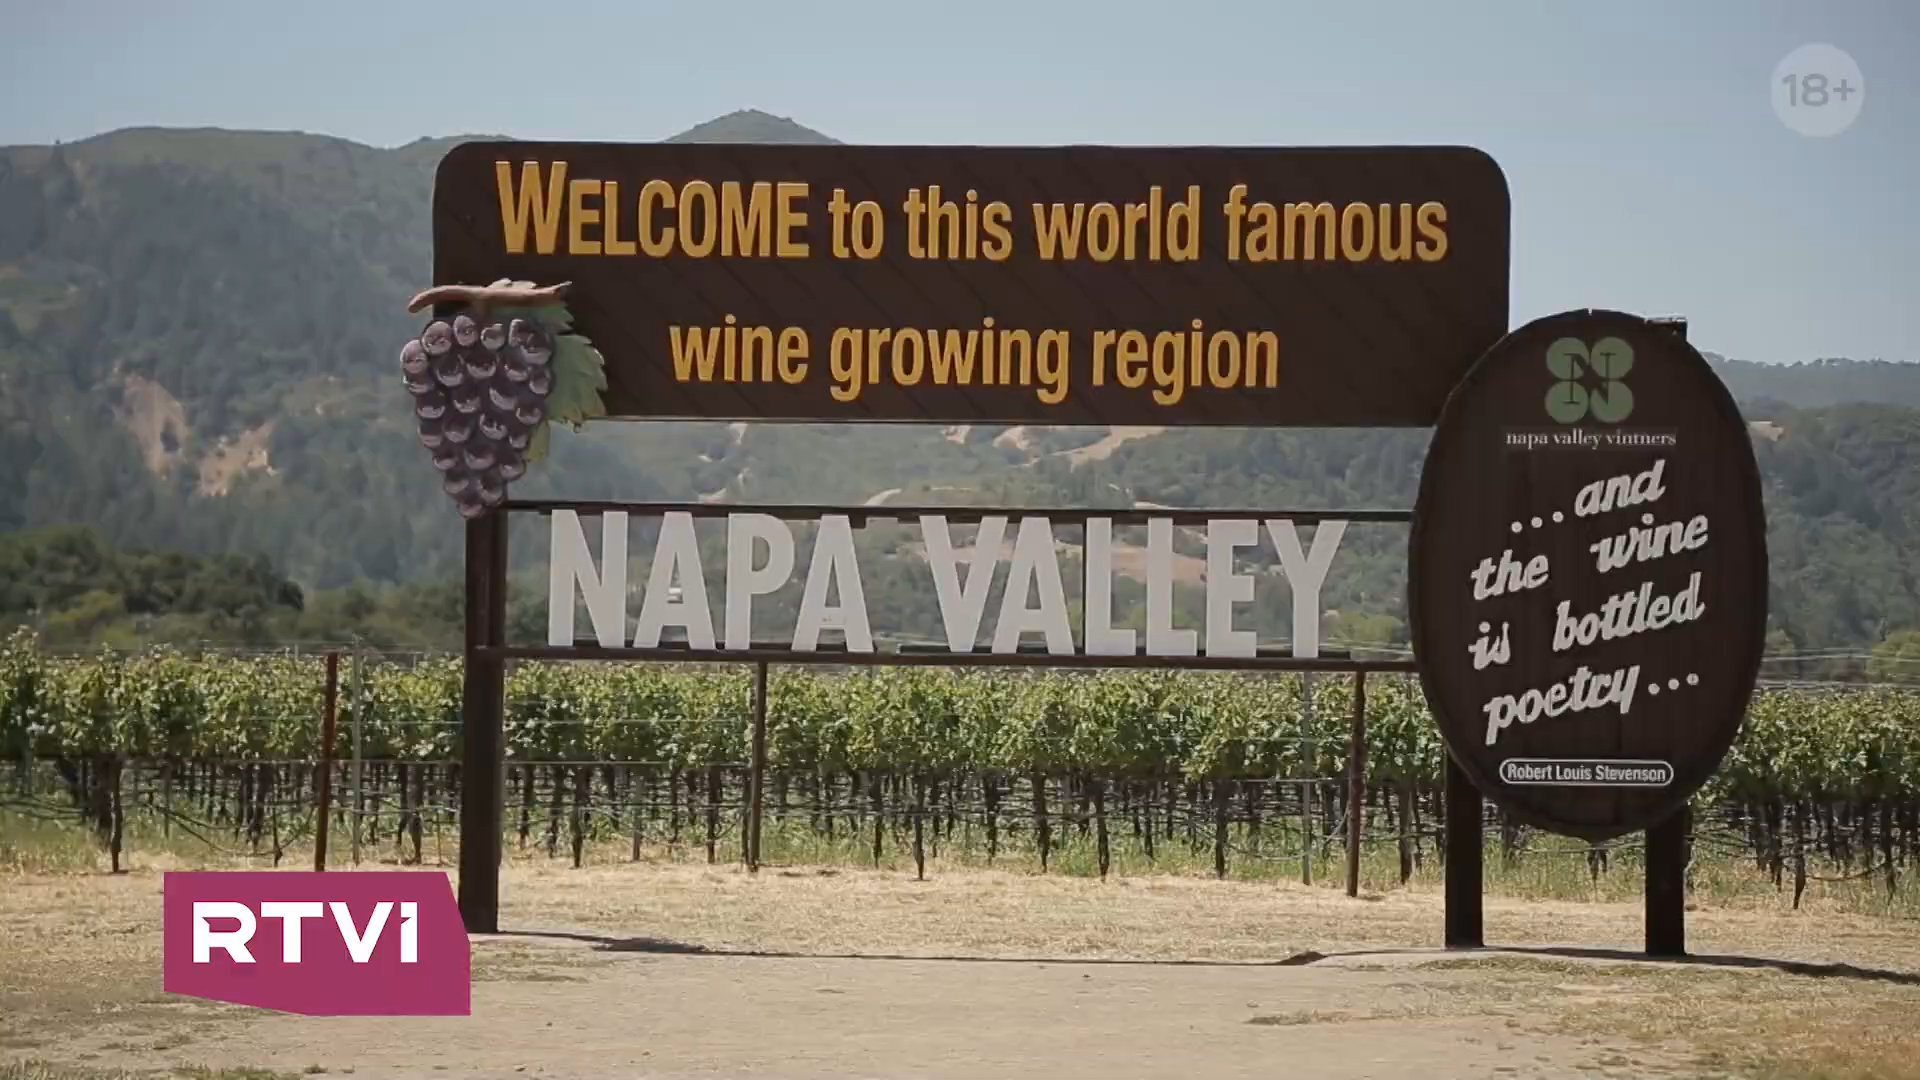 18+
WELCOME to this world famous
wine growing region
NAPA VALLEY
N
napa valley vintners
...and
the wine
is bottled
poetry...
Robert Louis Stevenson
RTVi